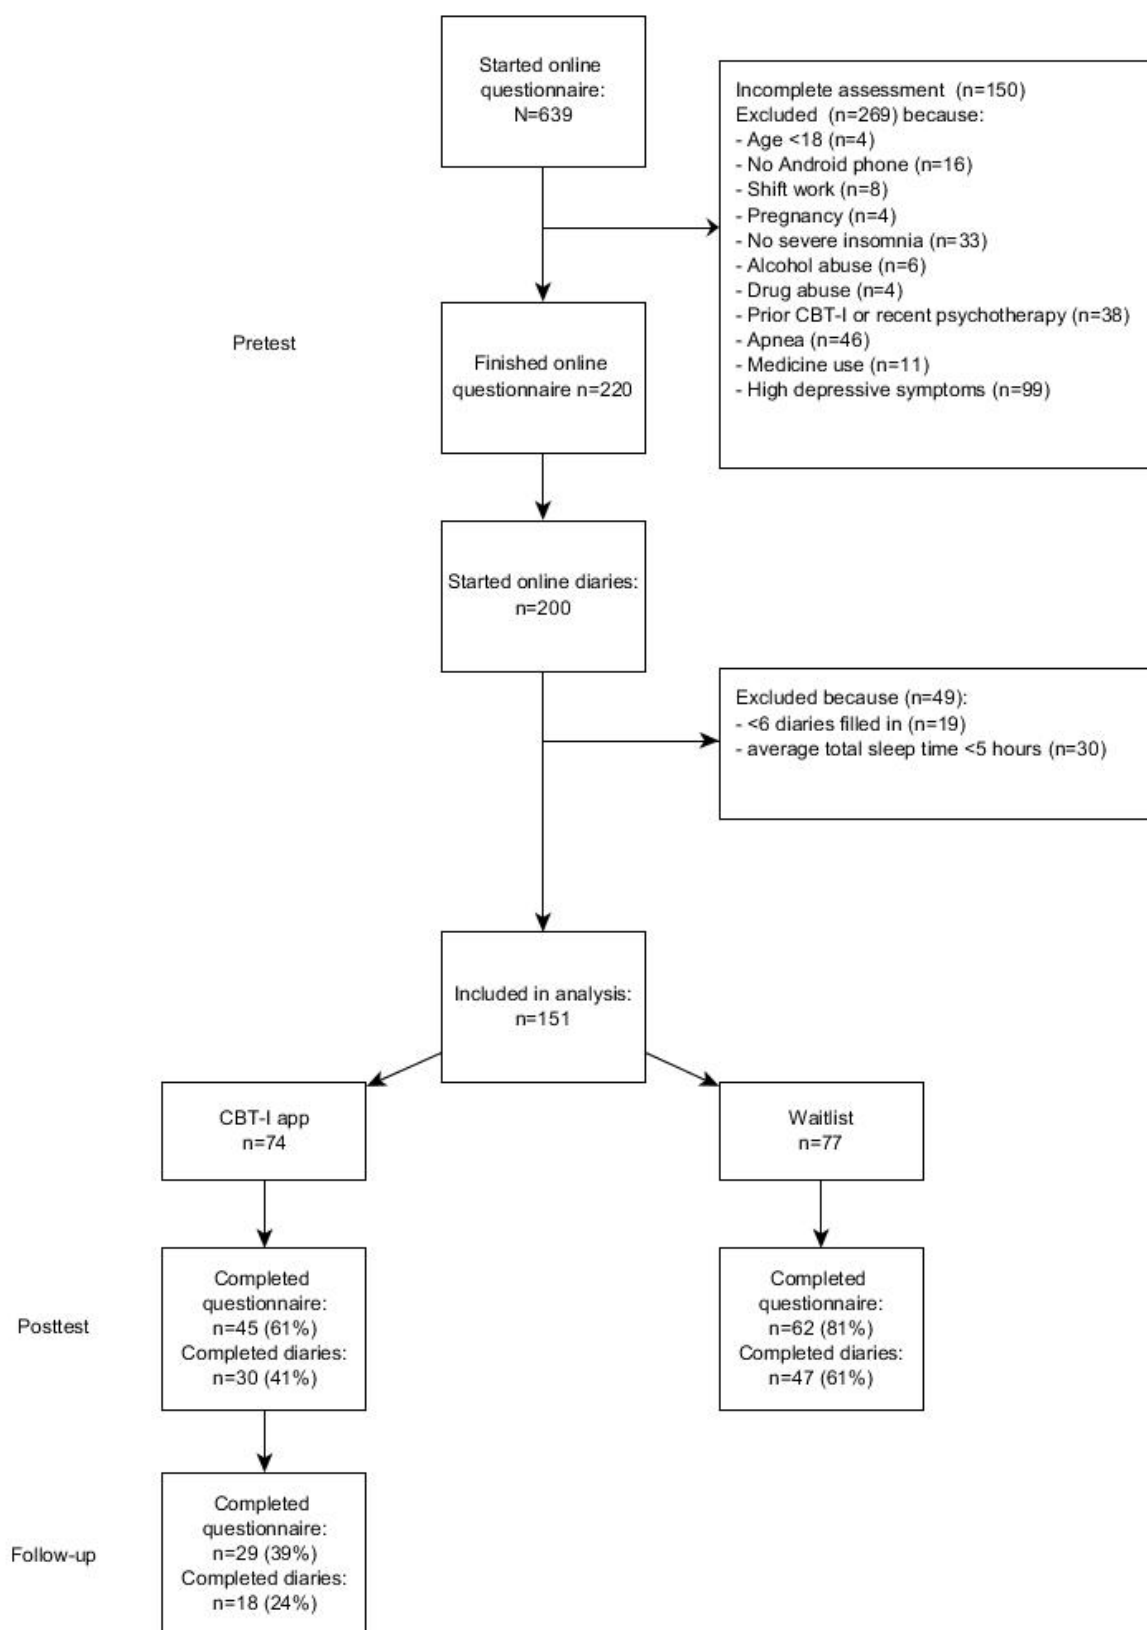 Started online
questionnaire:
N=639
Incomplete assessment  (n=150)
Excluded  (n=269) because:
- Age <18 (n=4)
- No Android phone (n=16)
- Shift work (n=8)
- Pregnancy (n=4)
- No severe insomnia (n=33)
- Alcohol abuse (n=6)
- Drug abuse (n=4)
- Prior CBT-I or recent psychotherapy (n=38)
- Apnea (n=46)
- Medicine use (n=11)
- High depressive symptoms (n=99)
Pretest
Finished online
questionnaire n=220
Started online diaries:
n=200
Excluded because (n=49):
- <6 diaries filled in (n=19)
- average total sleep time <5 hours (n=30)
Included in analysis:
n=151
CBT-I app
n=74
Waitlist
n=77
Posttest
Completed
questionnaire:
n=45 (61%)
Completed diaries:
n=30 (41%)
Completed
questionnaire:
n=62 (81%)
Completed diaries:
n=47 (61%)
Follow-up
Completed
questionnaire:
n=29 (39%)
Completed diaries:
n=18 (24%)